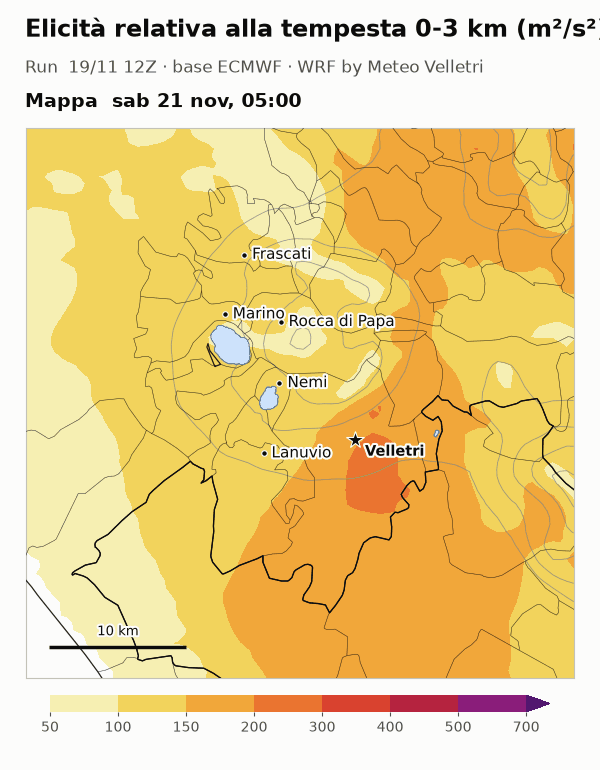 Elicità relativa alla tempesta 0-3 km (m²/s²)
Run  19/11 12Z · base ECMWF · WRF by Meteo Velletri
Mappa  sab 21 nov, 05:00
Frascati
Marino
Rocca di Papa
Nemi
Velletri
Lanuvio
10 km
50 100 150 200 300 400 500 700